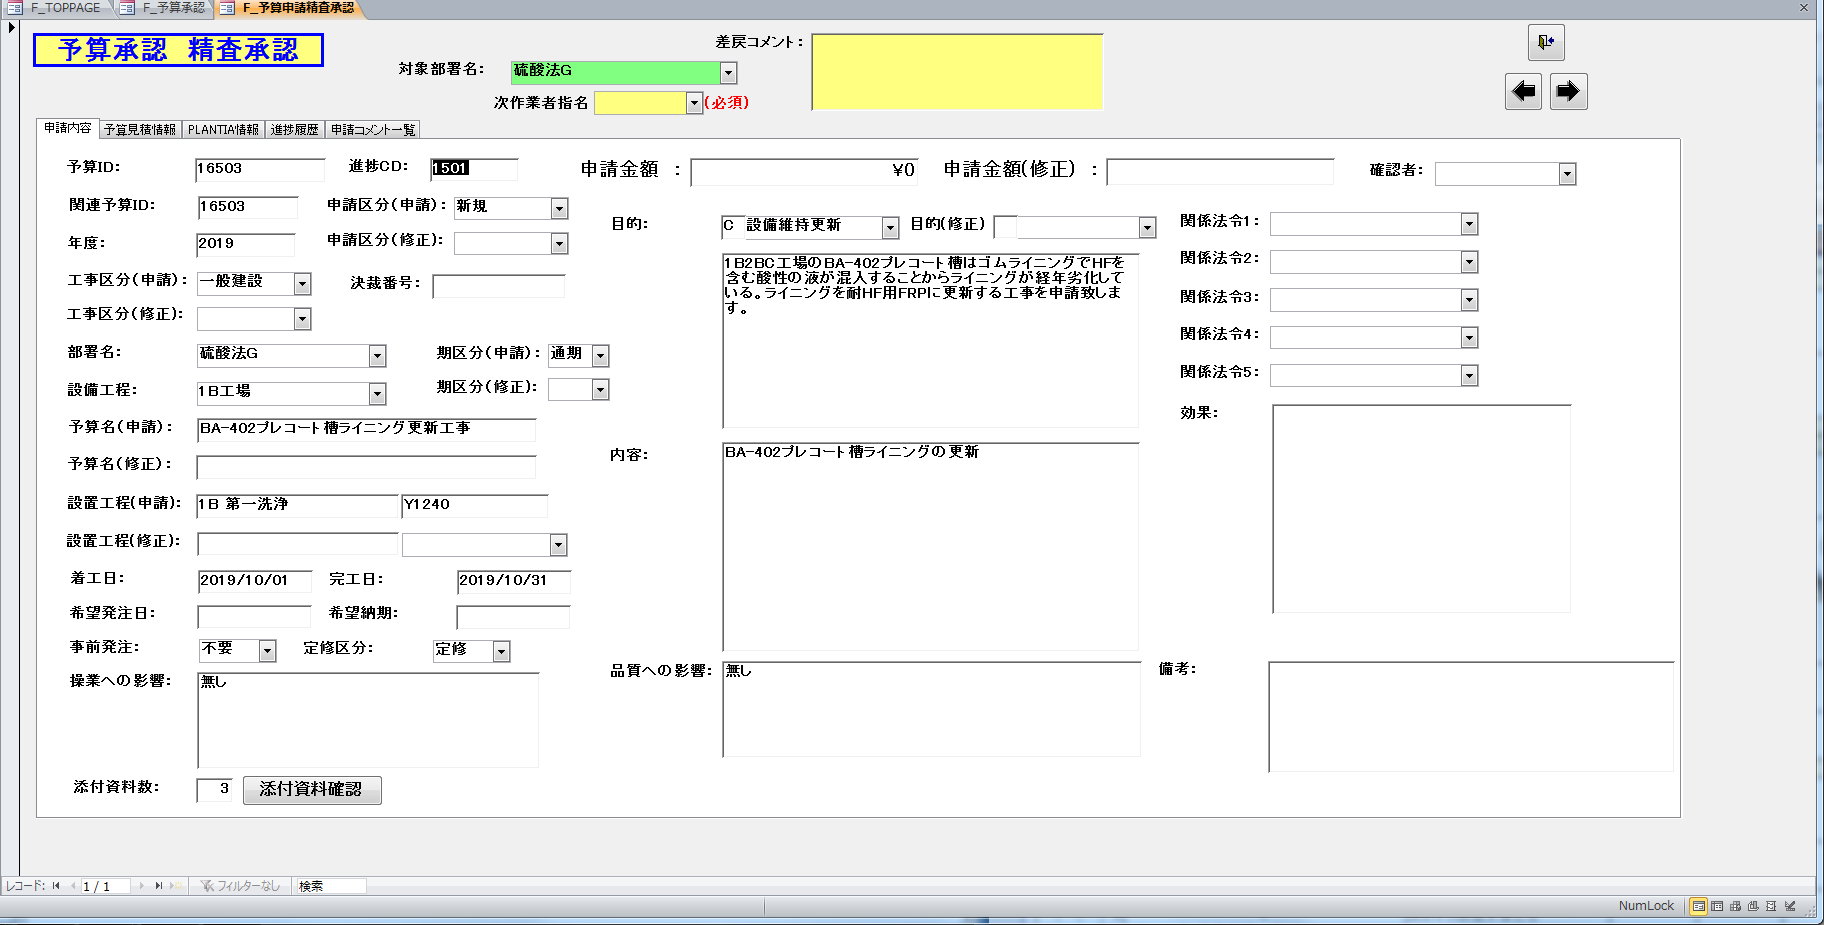 F_TOPPAGE
F_予算承認
F_予算申請精査承認
予算承認　精査承認
対象部署名：
硫酸法G
次作業者指名
(必須)
差戻コメント：
申請内容
予算見積情報
PLANTIA情報
進捗履歴
申請コメント一覧
予算ID：
16503
進捗CD：
1501
申請金額　：
¥0
申請金額(修正)　：
確認者：
関連予算ID：
16503
申請区分(申請)：
新規
年度：
2019
申請区分(修正)：
工事区分(申請)：
一般建設
決裁番号：
工事区分(修正)：
部署名：
硫酸法G
期区分(申請)：
通期
設備工程：
1B工場
期区分(修正)：
予算名(申請)：
BA-402プレコート槽ライニング更新工事
予算名(修正)：
設置工程(申請)：
1B 第一洗浄
Y1240
設置工程(修正)：
着工日：
2019/10/01
完工日：
2019/10/31
希望発注日：
希望納期：
事前発注：
不要
定修区分：
定修
操業への影響：
無し
添付資料数：
3
添付資料確認
目的：
C
設備維持更新
目的(修正)
1B2BC工場のBA-402プレコート槽はゴムライニングでHFを
含む酸性の液が混入することからライニングが経年劣化して
いる。ライニングを耐HF用FRPに更新する工事を申請致しま
す。
内容：
BA-402プレコート槽ライニングの更新
品質への影響：
無し
関係法令1：
関係法令2：
関係法令3：
関係法令4：
関係法令5：
効果：
備考：
レコード：
1 / 1
フィルターなし
検索
NumLock